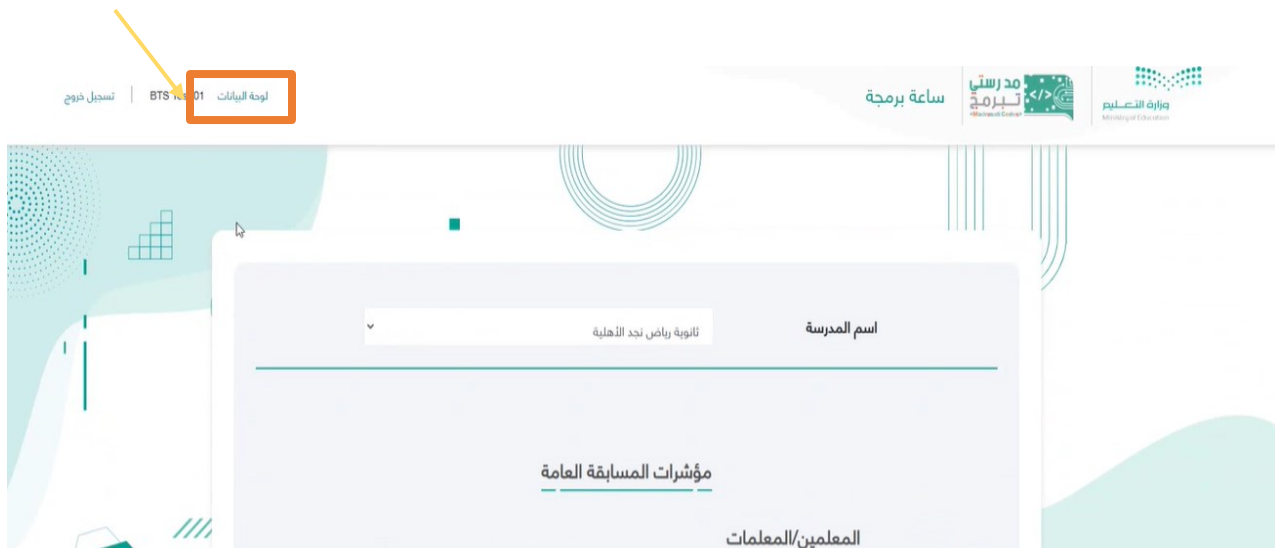 وزارة التعليم
Ministry of Education
مدرستي
تبرمج
ساعة برمجة
لوحة البيانات
BTS
01
تسجيل خروج
اسم المدرسة
ثانوية رياض نجد الأهلية
مؤشرات المسابقة العامة
المعلمين/المعلمات